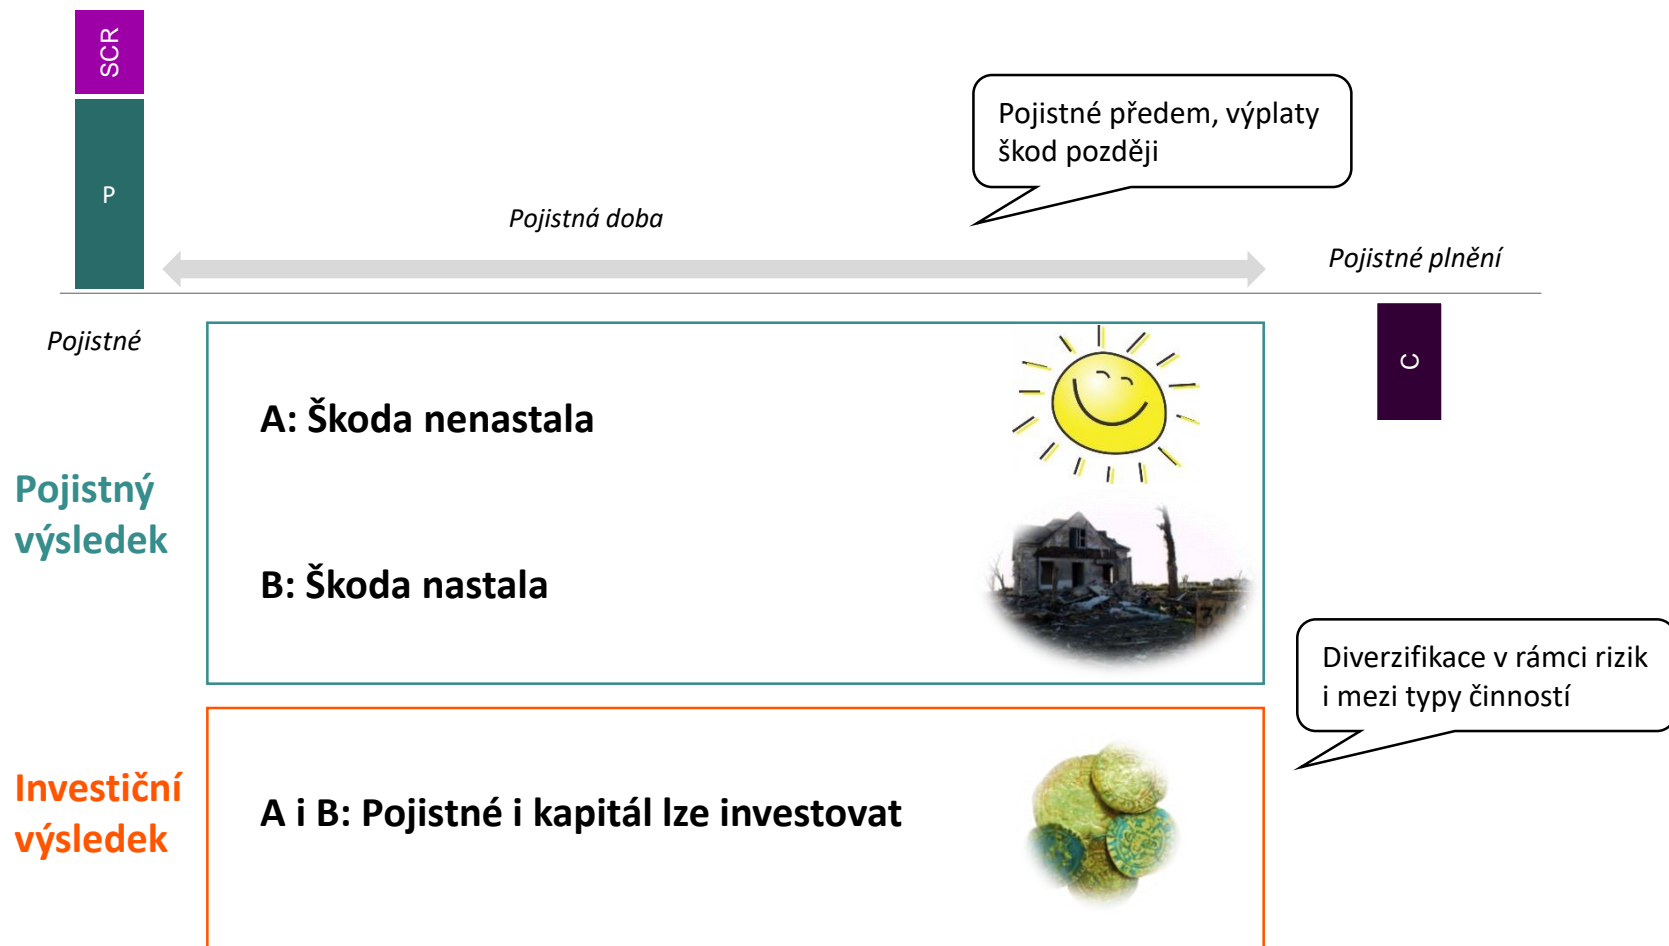 SCR
P
Pojistné předem, výplaty
škod později
Pojistná doba
Pojistné plnění
Pojistné
C
A: Škoda nenastala
Pojistný
výsledek
B: Škoda nastala
Diverzifikace v rámci rizik
i mezi typy činností
Investiční
výsledek
A i B: Pojistné i kapitál lze investovat